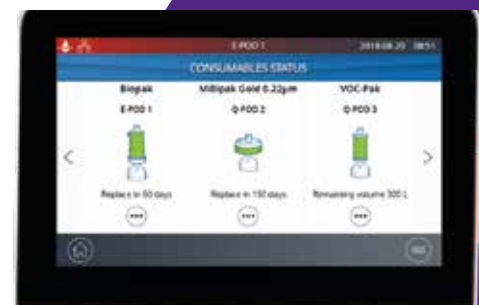 E-POD 1 2018-08-20 08:51
CONSUMABLES STATUS
Biopak Millipak Gold 0.22µm VOC-Pak
E-POD 1 Q-POD 2 Q-POD 3
Replace in days Replace in 150 days Remaining volume 300 L